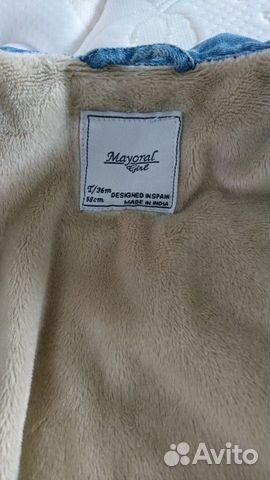 Mayoral
Girl
T/36m
98cm
DESIGNED IN SPAIN
MADE IN INDIA
Avito